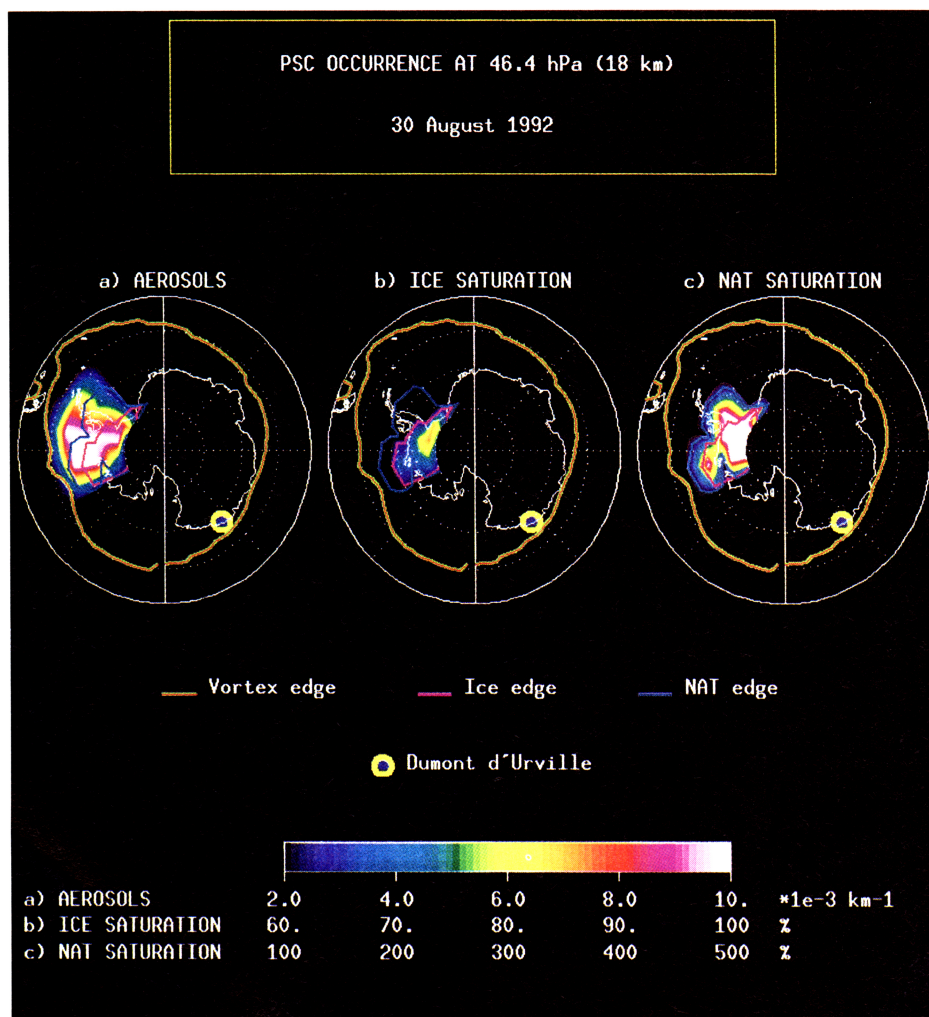 PSC OCCURRENCE AT 46.4 hPa (18 km)
30 August 1992
a) AEROSOLS b) ICE SATURATION c) NAT SATURATION
Vortex edge Ice edge NAT edge
Dumont d'Urville
a) AEROSOLS 2.0 4.0 6.0 8.0 10. *1e-3 km-1
b) ICE SATURATION 60. 70. 80. 90. 100 %
c) NAT SATURATION 100 200 300 400 500 %